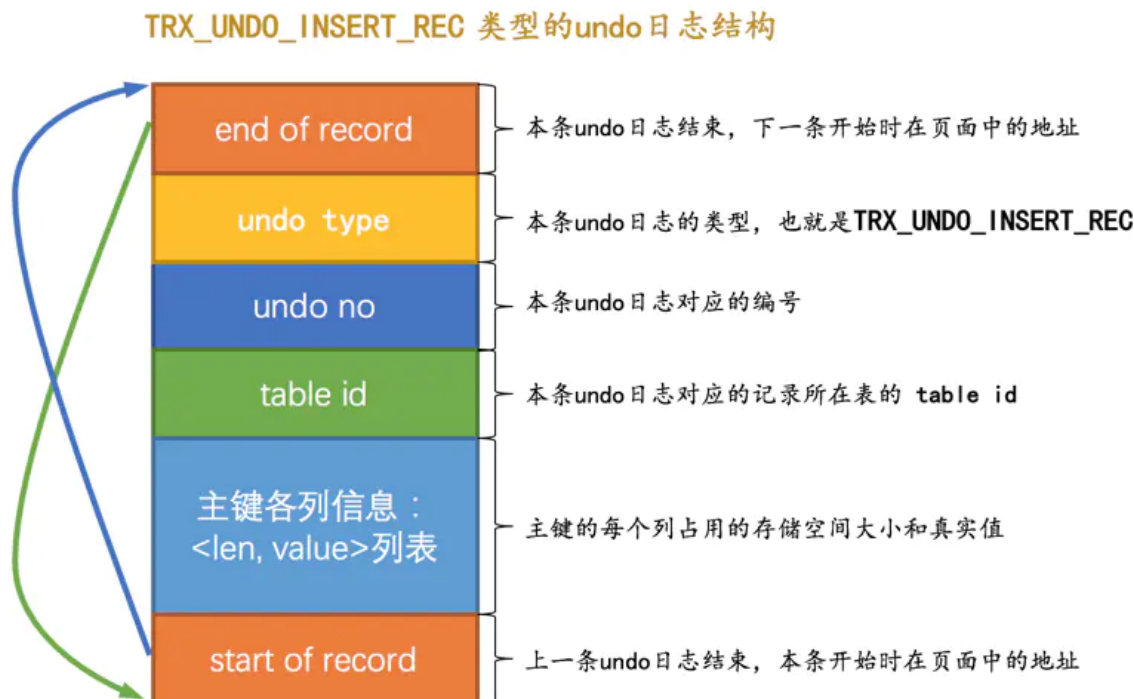 TRX_UNDO_INSERT_REC 类型的undo日志结构
end of record
本条undo日志结束，下一条开始时在页面中的地址
undo type
本条undo日志的类型，也就是TRX_UNDO_INSERT_REC
undo no
本条undo日志对应的编号
table id
本条undo日志对应的记录所在表的 table id
主键各列信息：
<len, value>列表
主键的每个列占用的存储空间大小和真实值
start of record
上一条undo日志结束，本条开始时在页面中的地址